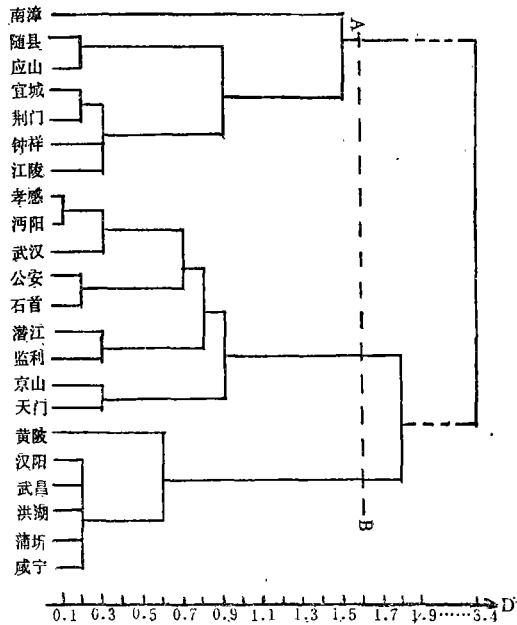 南漳
A
随县
应山
宜城
荆门
钟祥
江陵
孝感
沔阳
武汉
公安
石首
潜江
监利
京山
天门
黄陂
汉阳
武昌
B
洪湖
蒲圻
咸宁
D
0.1 0.3 0.5 0.7 0.9 1.1 1.3 1.5 1.7 1.9……3.4